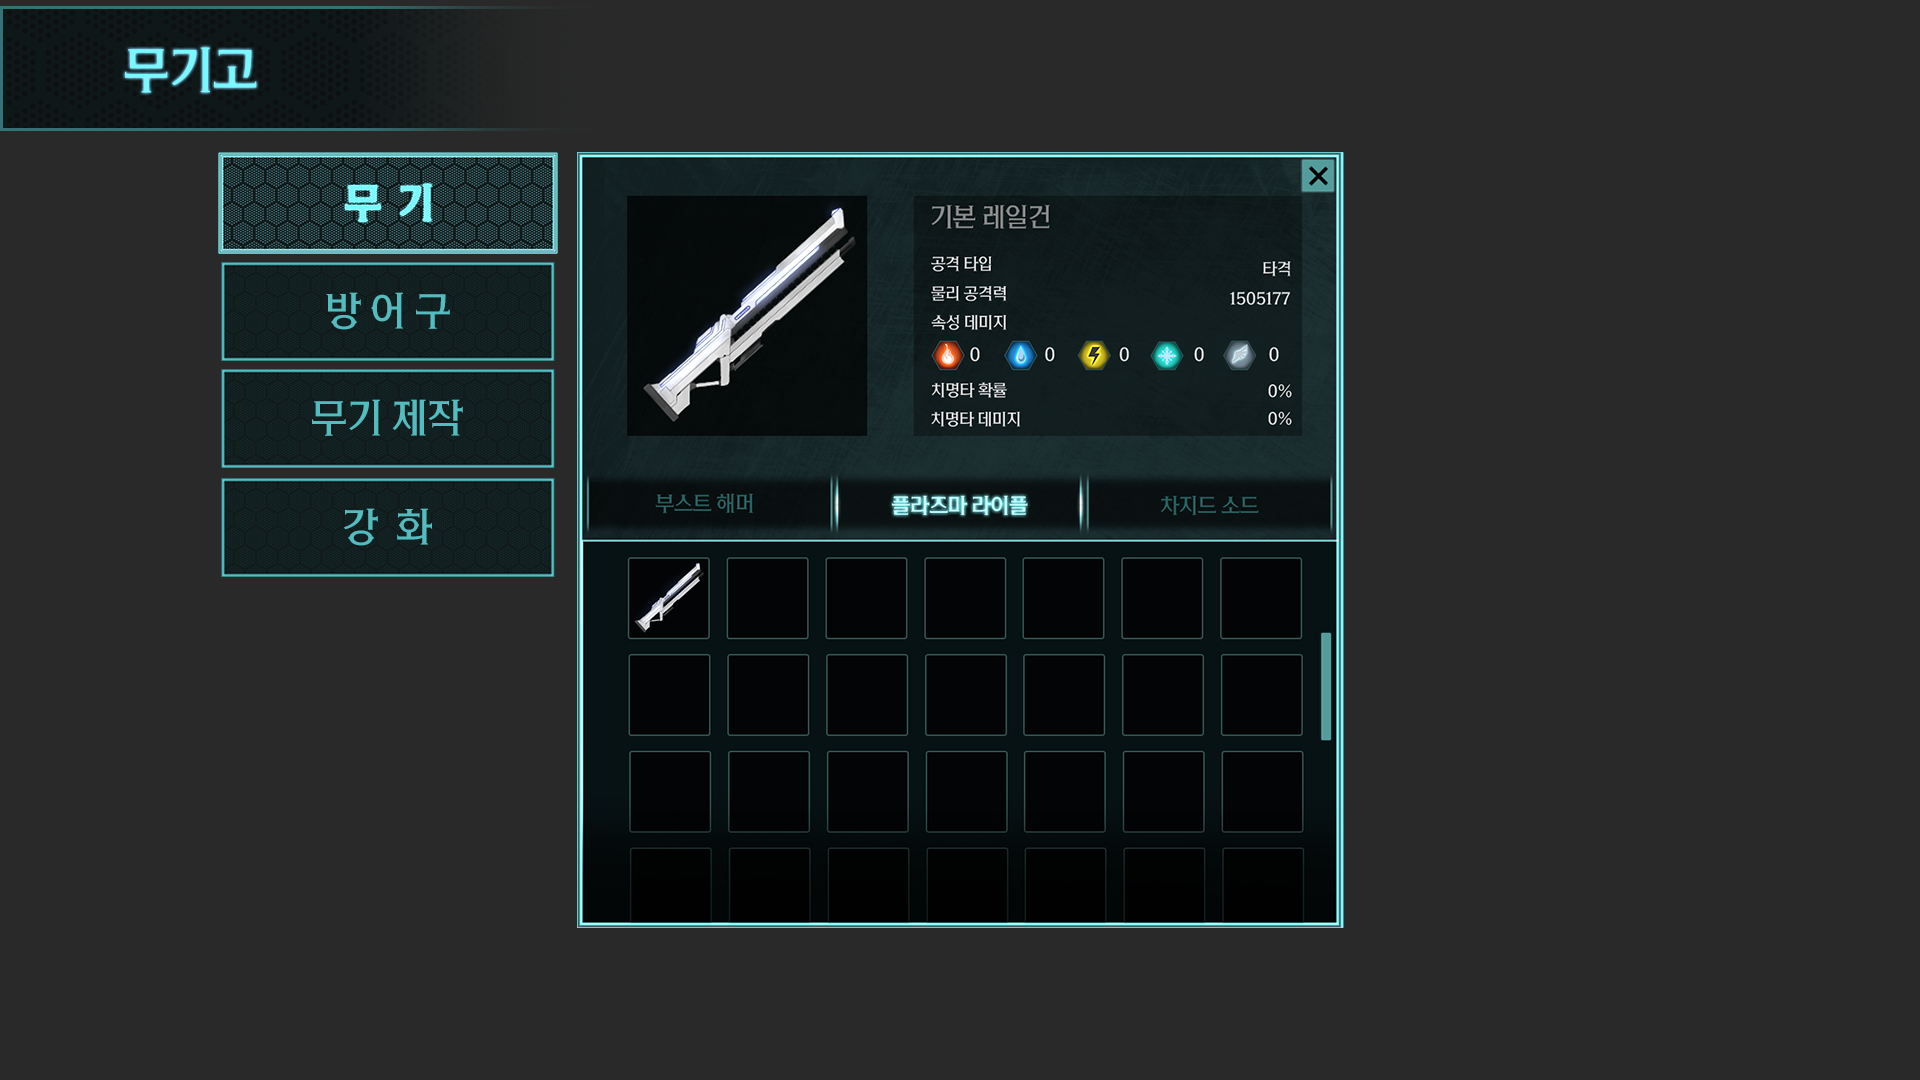 무기고
무 기
방어구
무기 제작
강 화
기본 레일건
공격 타입 타격
물리 공격력 1505177
속성 데미지
0 0 0 0 0
치명타 확률 0%
치명타 데미지 0%
부스트 해머 플라즈마 라이플 차지드 소드